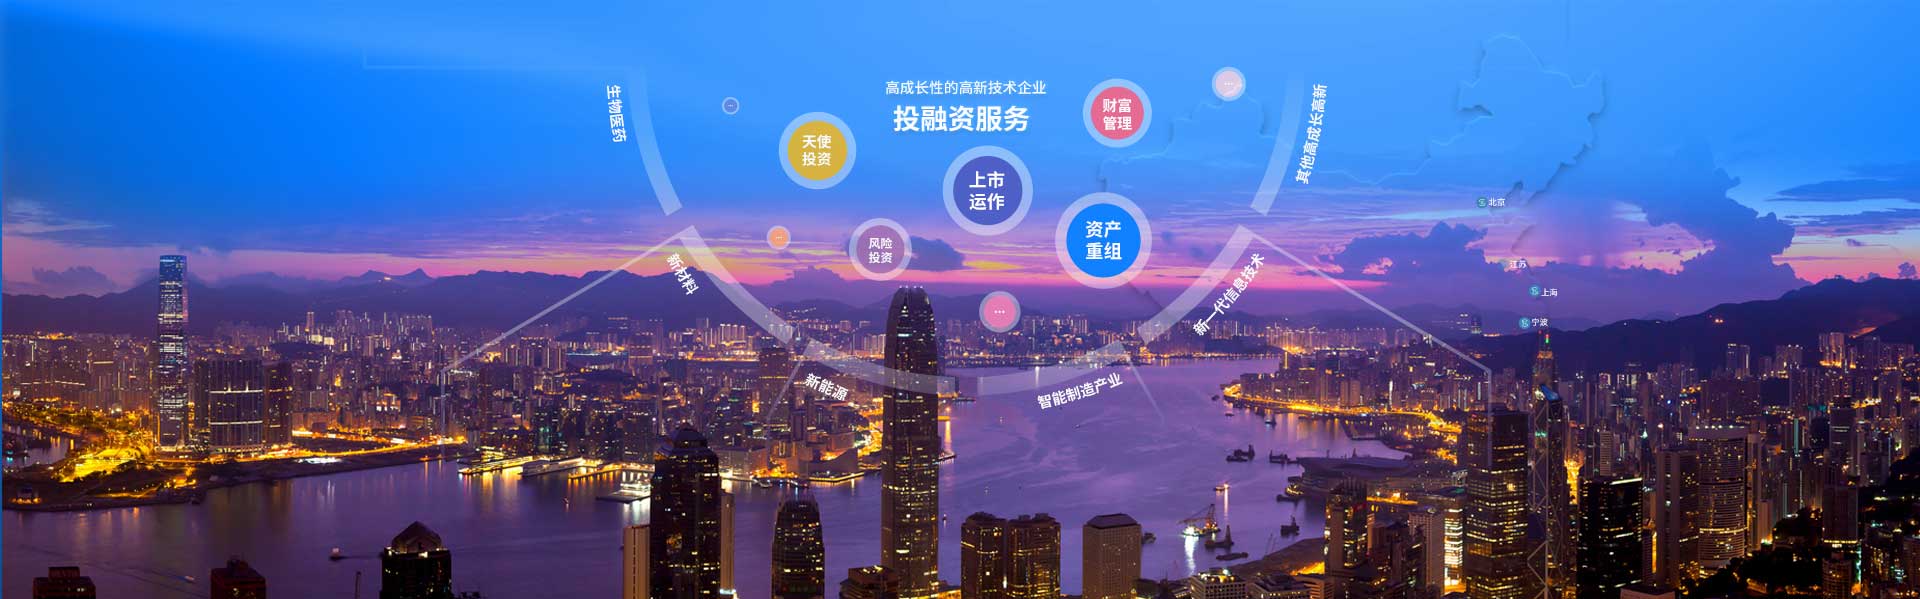 高成长性的高新技术企业
投融资服务
天使
投资
风险
投资
上市
运作
财富
管理
资产
重组
生物医药
新材料
新能源
智能制造产业
新一代信息技术
其他高成长高新
北京
江苏
上海
宁波